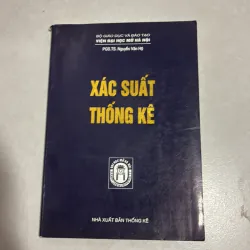 BỘ GIÁO DỤC VÀ ĐÀO TẠO
VIỆN ĐẠI HỌC MỞ HÀ NỘI
PGS.TS. Nguyễn Văn Hộ
XÁC SUẤT
THỐNG KÊ
NHÀ XUẤT BẢN THỐNG KÊ